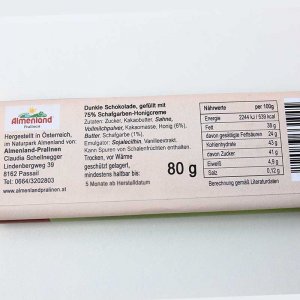 Almenland
Pralinen
Hergestellt in Österreich,
im Naturpark Almenland von:
Almenland-Pralinen
Claudia Schellnegger
Lindenbergweg 39
8162 Passail
Tel: 0664/3202803
www.almenlandpralinen.at
Dunkle Schokolade, gefüllt mit
75% Schafgarben-Honigcreme
Zutaten: Zucker, Kakaobutter, Sahne,
Vollmilchpulver, Kakaomasse, Honig (6%),
Butter, Schafgarbe (1%),
Emulgator: Sojalecithin, Vanilleextrakt.
Kann Spuren von Schalenfrüchten enthalten.
Trocken, vor Wärme
geschützt gelagert,
mindestens haltbar bis:
5 Monate ab Herstelldatum
80 g
Nährwerte per 100g
Energie 2244 kJ / 539 kcal
Fett 38 g
davon gesättigte Fettsäuren 24 g
Kohlenhydrate 43 g
davon Zucker 41 g
Eiweiß 4,9 g
Salz 0,12 g
Berechnung gemäß Literaturdaten